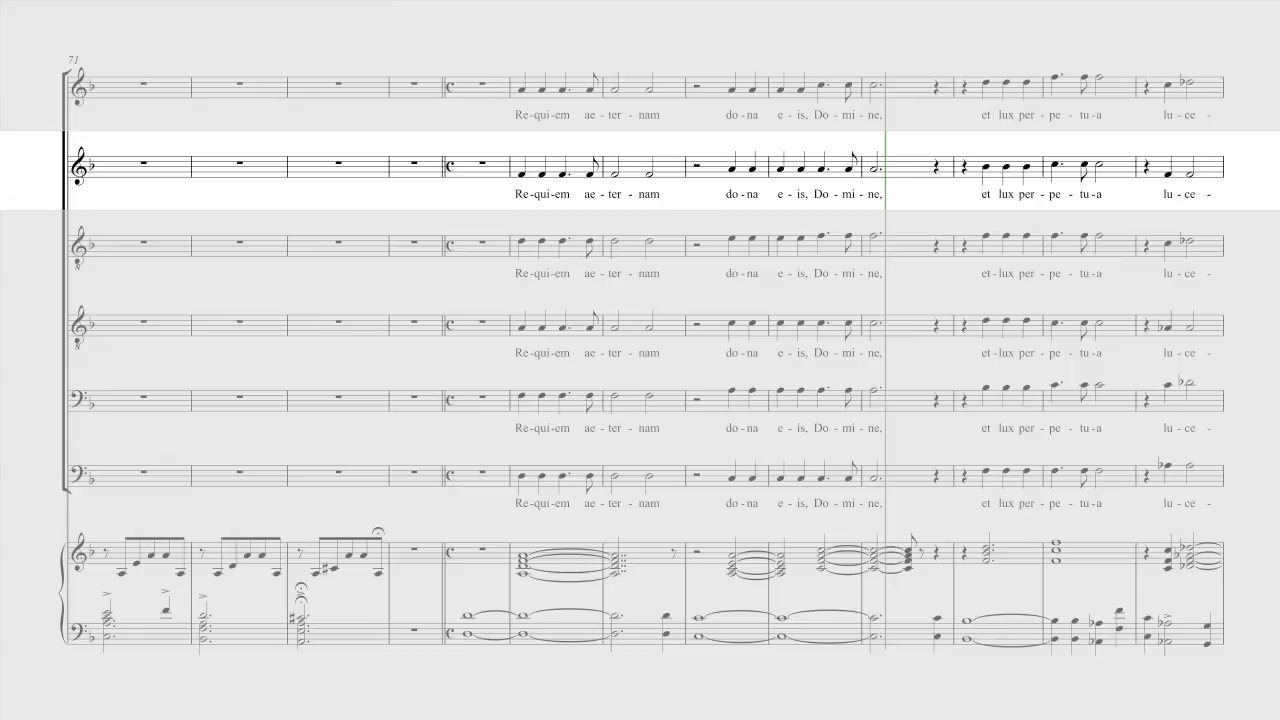 71
Re-qui-em ae-ter-nam do-na e-is, Do-mi-ne, et lux per-pe-tu-a lu-ce-
Re-qui-em ae-ter-nam do-na e-is, Do-mi-ne, et lux per-pe-tu-a lu-ce-
Re-qui-em ae-ter-nam do-na e-is, Do-mi-ne, et-lux per-pe-tu-a lu-ce-
Re-qui-em ae-ter-nam do-na e-is, Do-mi-ne, et-lux per-pe-tu-a lu-ce-
Re-qui-em ae-ter-nam do-na e-is, Do-mi-ne, et lux per-pe-tu-a lu-ce-
Re-qui-em ae-ter-nam do-na e-is, Do-mi-ne, et lux per-pe-tu-a lu-ce-